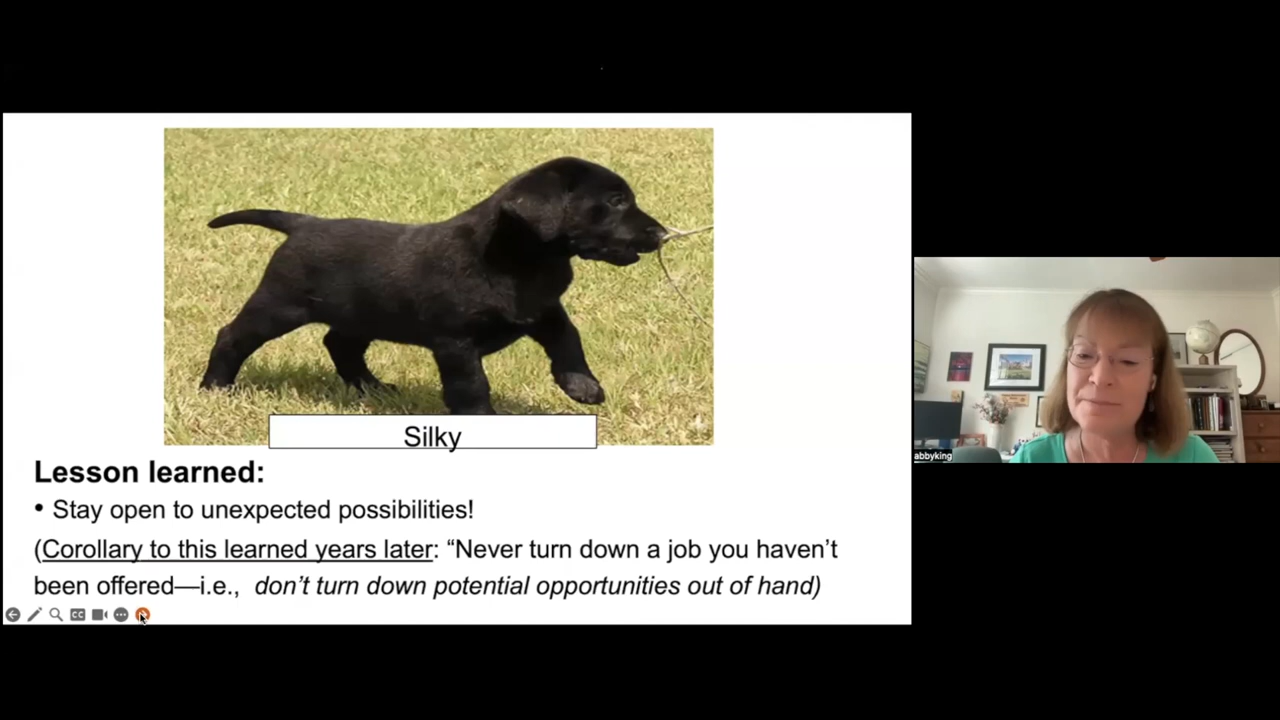 Silky
Lesson learned:
• Stay open to unexpected possibilities!
(Corollary to this learned years later: “Never turn down a job you haven’t
been offered—i.e.,  don’t turn down potential opportunities out of hand)
CC
abbyking